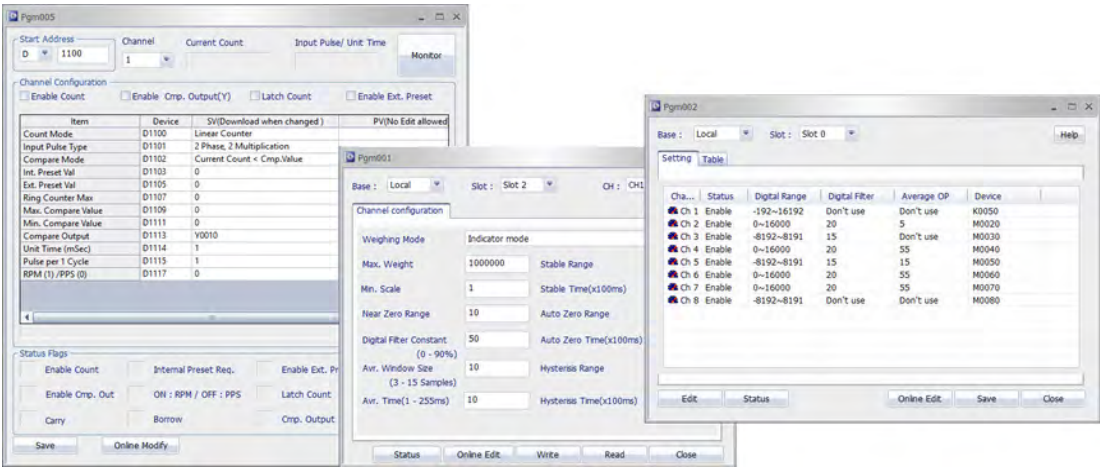 Pgm005
Start Address
Channel
Current Count
Input Pulse/ Unit Time
D
1100
1
Monitor
Channel Configuration
Enable Count
Enable Cmp. Output(Y)
Latch Count
Enable Ext. Preset
Item Device SV(Download when changed ) PV(No Edit allowed
Count Mode D1100 Linear Counter
Input Pulse Type D1101 2 Phase, 2 Multiplication
Compare Mode D1102 Current Count < Cmp.Value
Int. Preset Val D1103 0
Ext. Preset Val D1105 0
Ring Counter Max D1107 0
Max. Compare Value D1109 0
Min. Compare Value D1111 0
Compare Output D1113 Y0010
Unit Time (mSec) D1114 1
Pulse per 1 Cycle D1115 1
RPM (1) /PPS (0) D1117 0
Status Flags
Enable Count
Internal Preset Req.
Enable Ext. Pr
Enable Cmp. Out
ON : RPM / OFF : PPS
Latch Count
Carry
Borrow
Cmp. Output
Save
Online Modify
Pgm001
Base : Local
Slot : Slot 2
CH : CH1
Channel configuration
Weighing Mode Indicator mode
Max. Weight 1000000 Stable Range
Min. Scale 1 Stable Time(x100ms)
Near Zero Range 10 Auto Zero Range
Digital Filter Constant 50 Auto Zero Time(x100ms)
(0 - 90%)
Avr. Window Size 10 Hystersis Range
(3 - 15 Samples)
Avr. Time(1 - 255ms) 10 Hystersis Time(x100ms)
Status
Online Edit
Write
Read
Close
Pgm002
Base : Local
Slot : Slot 0
Help
Setting
Table
Cha... Status Digital Range Digital Filter Average OP Device
Ch 1 Enable -192~16192 Don't use Don't use K0050
Ch 2 Enable 0~16000 20 5 M0020
Ch 3 Enable -8192~8191 15 Don't use M0030
Ch 4 Enable 0~16000 20 55 M0040
Ch 5 Enable -8192~8191 15 15 M0050
Ch 6 Enable 0~16000 20 55 M0060
Ch 7 Enable 0~16000 20 55 M0070
Ch 8 Enable -8192~8191 Don't use Don't use M0080
Edit
Status
Online Edit
Save
Close